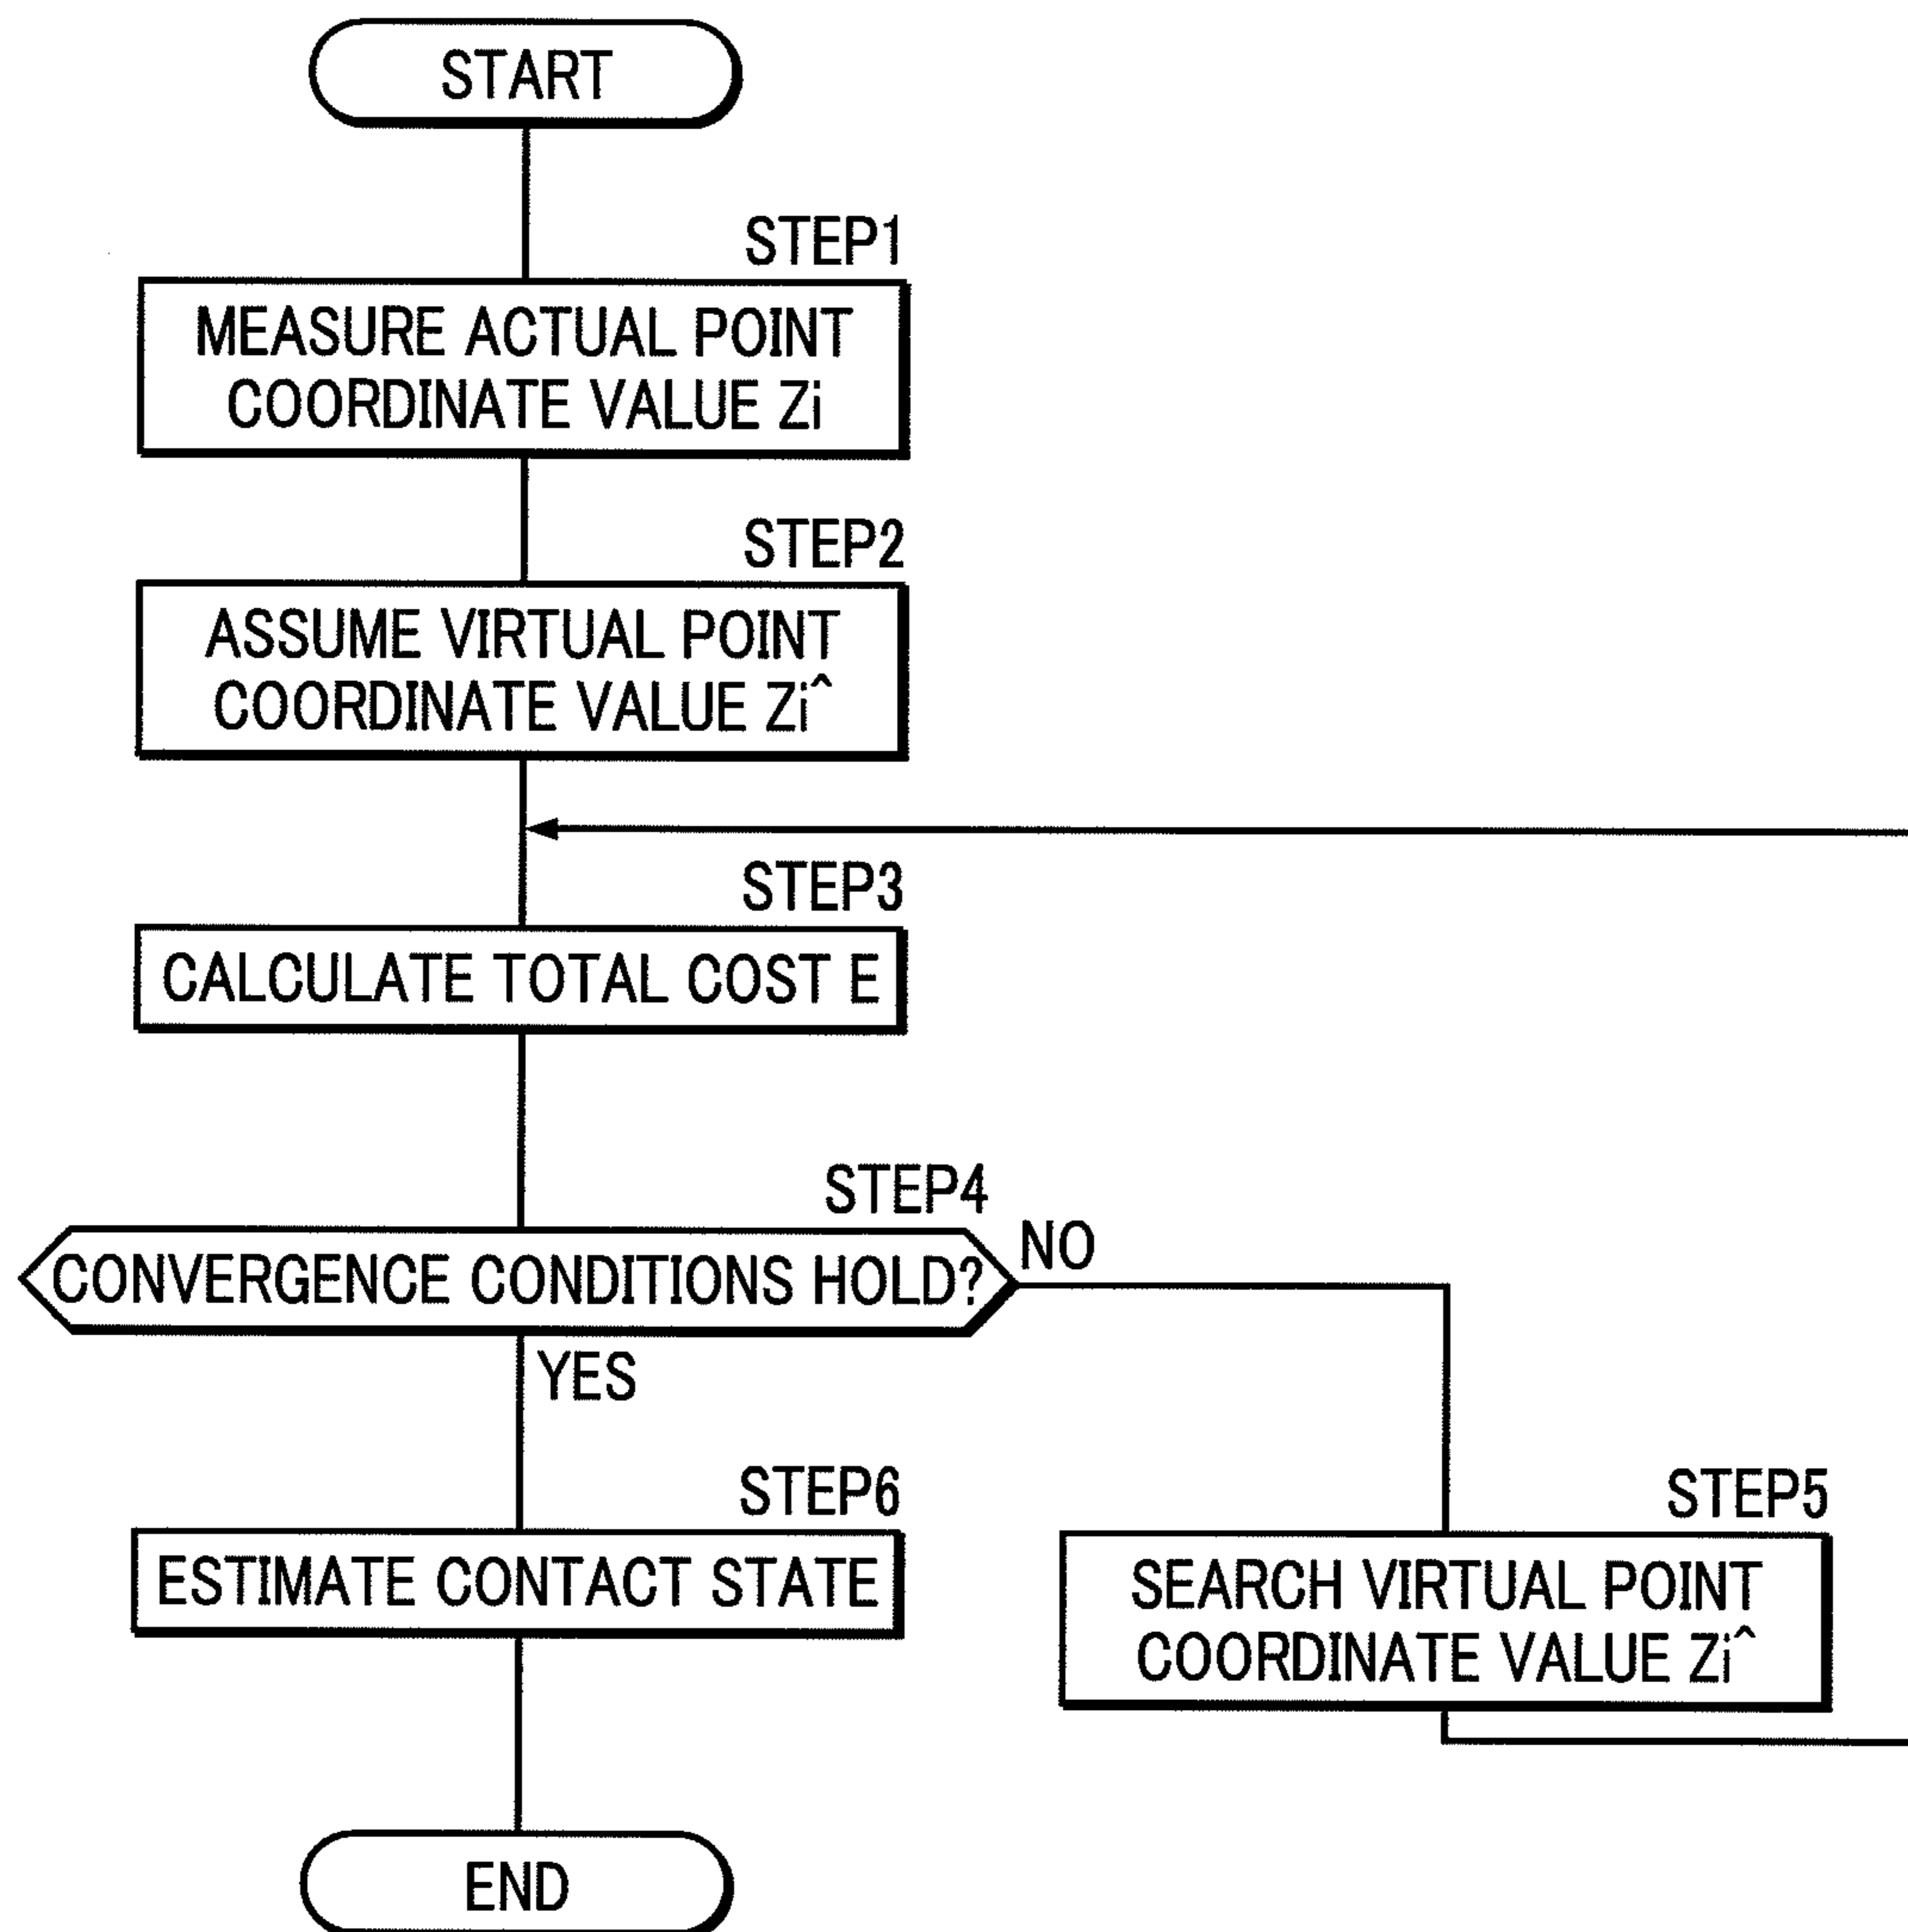 START
STEP1
MEASURE ACTUAL POINT
COORDINATE VALUE Zi
STEP2
ASSUME VIRTUAL POINT
COORDINATE VALUE Zi^
STEP3
CALCULATE TOTAL COST E
STEP4
CONVERGENCE CONDITIONS HOLD?
NO
YES
STEP6
ESTIMATE CONTACT STATE
STEP5
SEARCH VIRTUAL POINT
COORDINATE VALUE Zi^
END